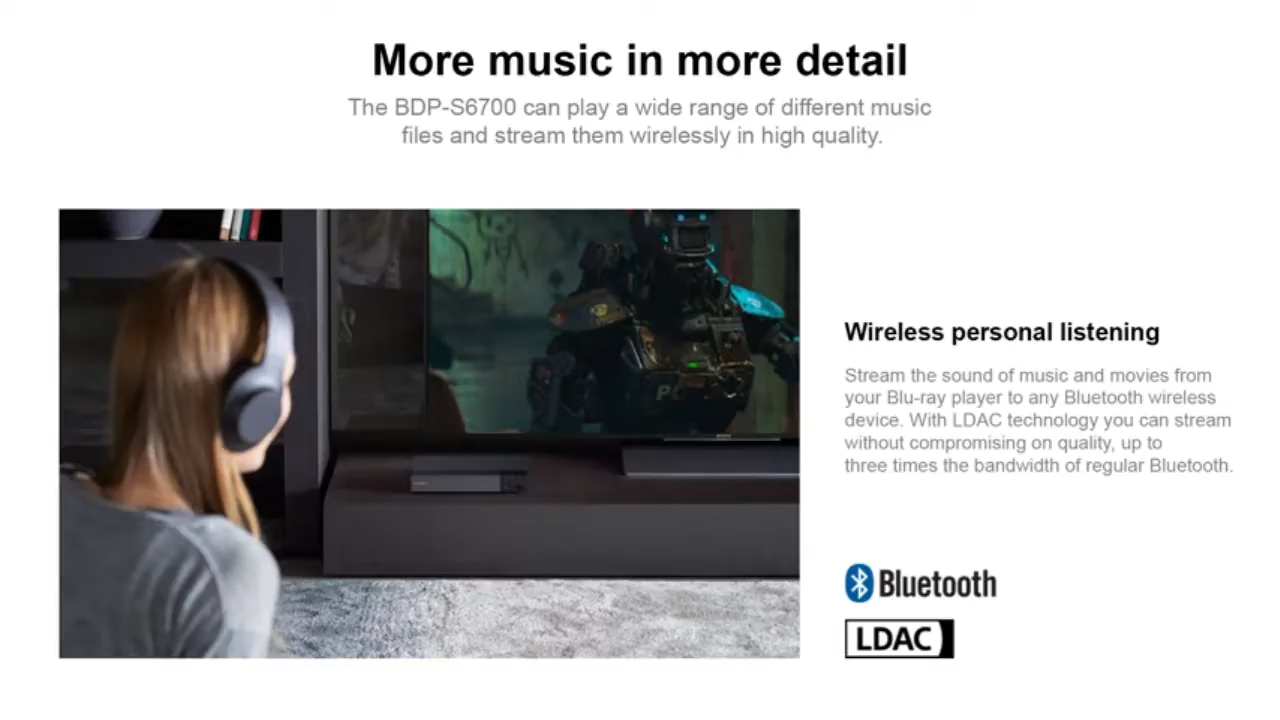 More music in more detail
The BDP-S6700 can play a wide range of different music
files and stream them wirelessly in high quality.
Wireless personal listening
Stream the sound of music and movies from
your Blu-ray player to any Bluetooth wireless
device. With LDAC technology you can stream
without compromising on quality, up to
three times the bandwidth of regular Bluetooth.
Bluetooth
LDAC